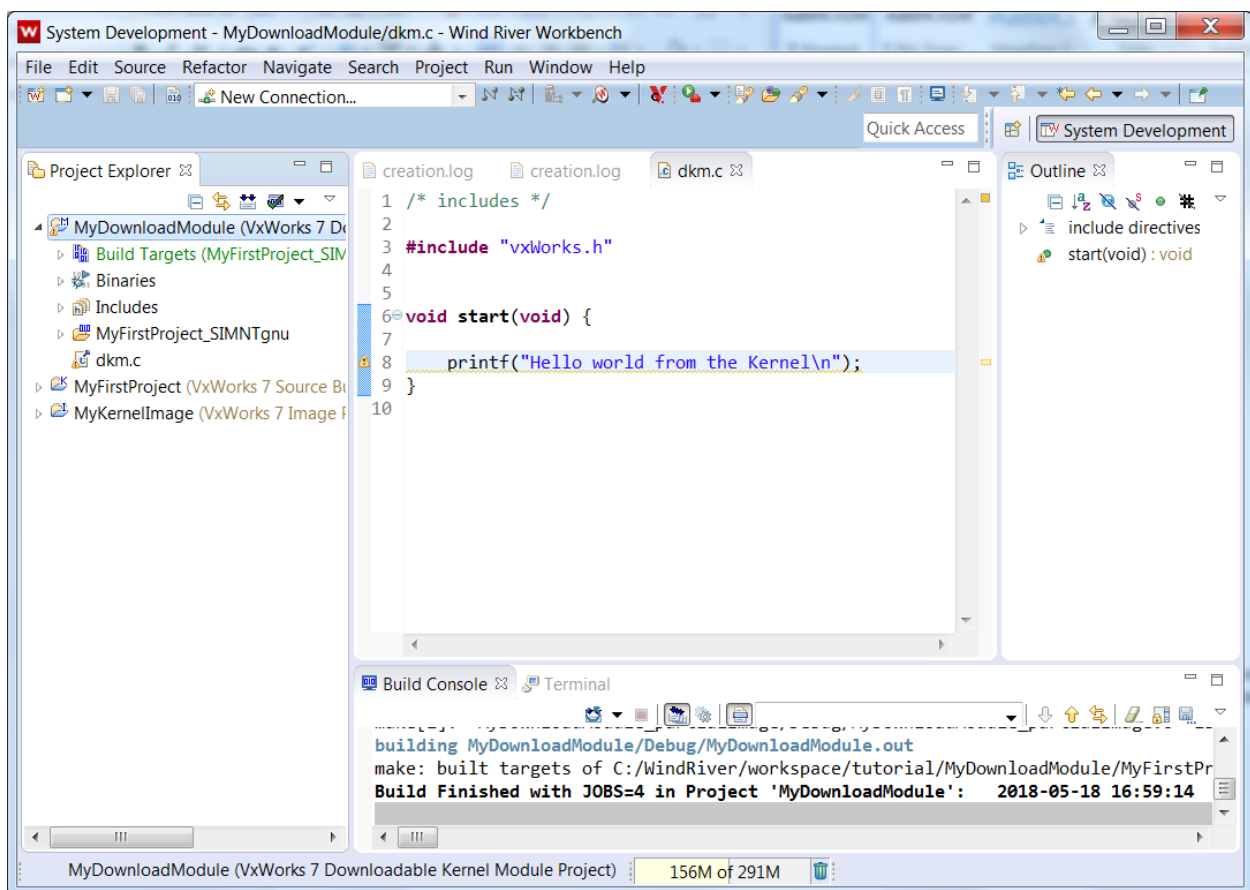 System Development - MyDownloadModule/dkm.c - Wind River Workbench
File Edit Source Refactor Navigate Search Project Run Window Help
New Connection...
Quick Access
System Development
Project Explorer
MyDownloadModule (VxWorks 7 Do
Build Targets (MyFirstProject_SIM
Binaries
Includes
MyFirstProject_SIMNTgnu
dkm.c
MyFirstProject (VxWorks 7 Source Bu
MyKernelImage (VxWorks 7 Image P
creation.log creation.log dkm.c
1 /* includes */
2
3 #include "vxWorks.h"
4
5
6 void start(void) {
7
8 printf("Hello world from the Kernel\n");
9 }
10
Outline
include directives
start(void) : void
Build Console Terminal
building MyDownloadModule/Debug/MyDownloadModule.out
make: built targets of C:/WindRiver/workspace/tutorial/MyDownloadModule/MyFirstPr
Build Finished with JOBS=4 in Project 'MyDownloadModule': 2018-05-18 16:59:14
MyDownloadModule (VxWorks 7 Downloadable Kernel Module Project) 156M of 291M